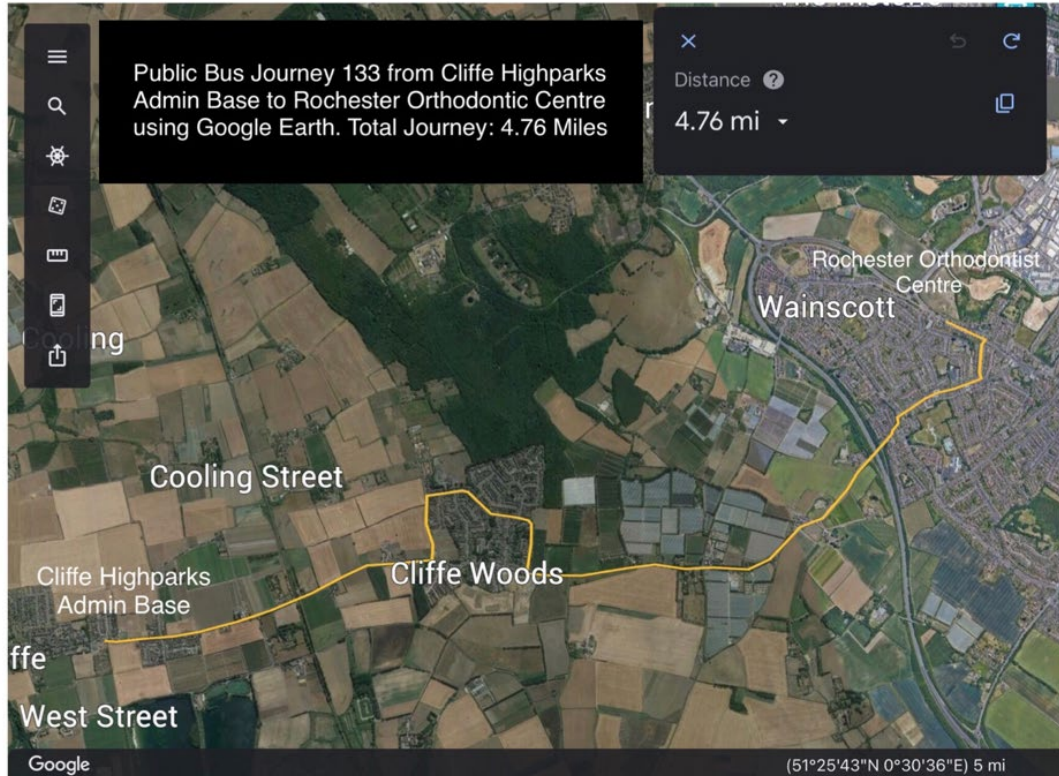 Public Bus Journey 133 from Cliffe Highparks
Admin Base to Rochester Orthodontic Centre
using Google Earth. Total Journey: 4.76 Miles
Distance ?
4.76 mi
Rochester Orthodontist
Centre
Wainscott
Cooling
Cooling Street
Cliffe Woods
Cliffe Highparks
Admin Base
ffe
West Street
Google
(51°25'43"N 0°30'36"E) 5 mi